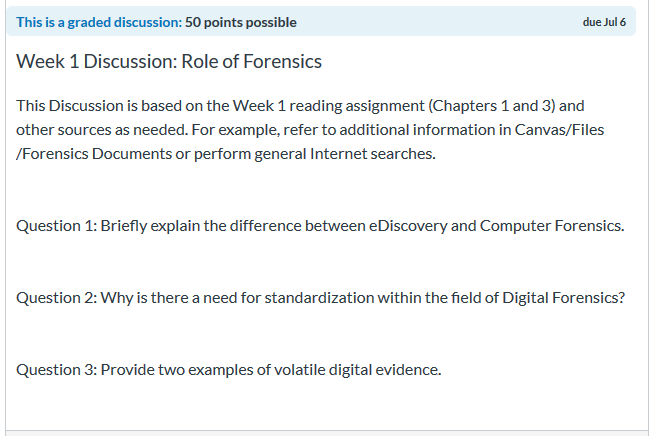 This is a graded discussion: 50 points possible due Jul 6
Week 1 Discussion: Role of Forensics
This Discussion is based on the Week 1 reading assignment (Chapters 1 and 3) and
other sources as needed. For example, refer to additional information in Canvas/Files
/Forensics Documents or perform general Internet searches.
Question 1: Briefly explain the difference between eDiscovery and Computer Forensics.
Question 2: Why is there a need for standardization within the field of Digital Forensics?
Question 3: Provide two examples of volatile digital evidence.